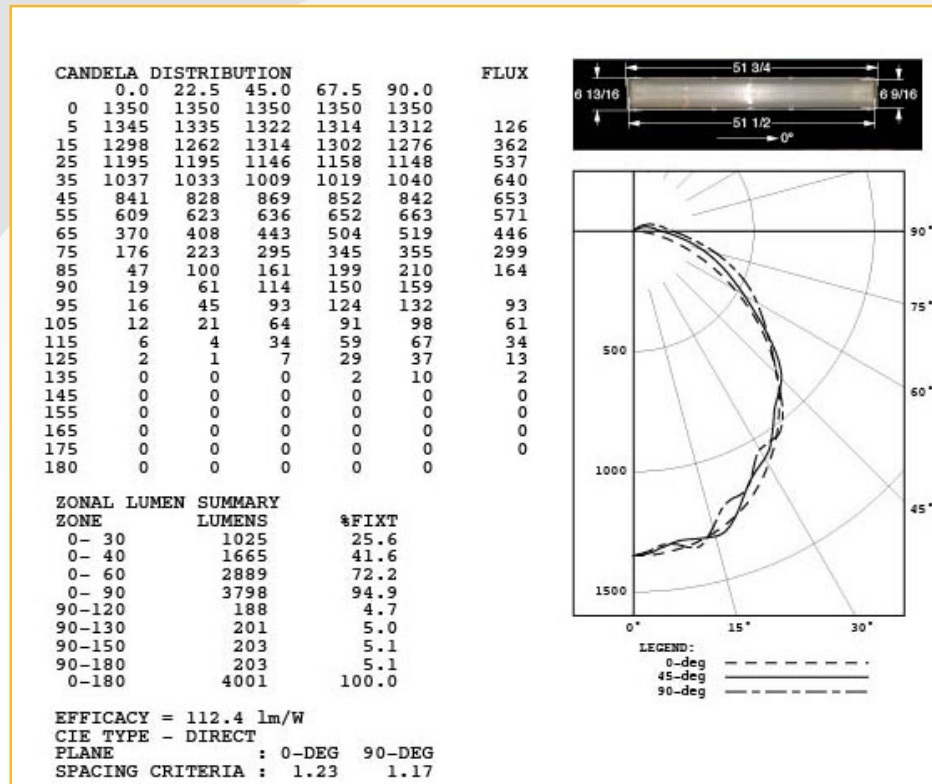 CANDELA DISTRIBUTION FLUX
0.0 22.5 45.0 67.5 90.0
0 1350 1350 1350 1350 1350
5 1345 1335 1322 1314 1312 126
15 1298 1262 1314 1302 1276 362
25 1195 1195 1146 1158 1148 537
35 1037 1033 1009 1019 1040 640
45 841 828 869 852 842 653
55 609 623 636 652 663 571
65 370 408 443 504 519 446
75 176 223 295 345 355 299
85 47 100 161 199 210 164
90 19 61 114 150 159
95 16 45 93 124 132 93
105 12 21 64 91 98 61
115 6 4 34 59 67 34
125 2 1 7 29 37 13
135 0 0 0 2 10 2
145 0 0 0 0 0 0
155 0 0 0 0 0 0
165 0 0 0 0 0 0
175 0 0 0 0 0 0
180 0 0 0 0 0
ZONAL LUMEN SUMMARY
ZONE LUMENS %FIXT
0- 30 1025 25.6
0- 40 1665 41.6
0- 60 2889 72.2
0- 90 3798 94.9
90-120 188 4.7
90-130 201 5.0
90-150 203 5.1
90-180 203 5.1
0-180 4001 100.0
EFFICACY = 112.4 lm/W
CIE TYPE - DIRECT
PLANE : 0-DEG 90-DEG
SPACING CRITERIA : 1.23 1.17
51 3/4
6 13/16 6 9/16
51 1/2
0°
90°
75°
500
60°
1000
45°
1500
0° 15° 30°
LEGEND:
0-deg
45-deg
90-deg